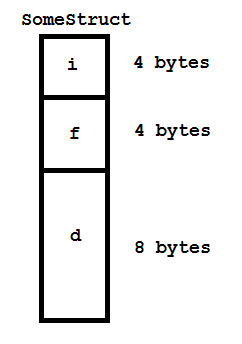 SomeStruct
i 4 bytes
f 4 bytes
d 8 bytes